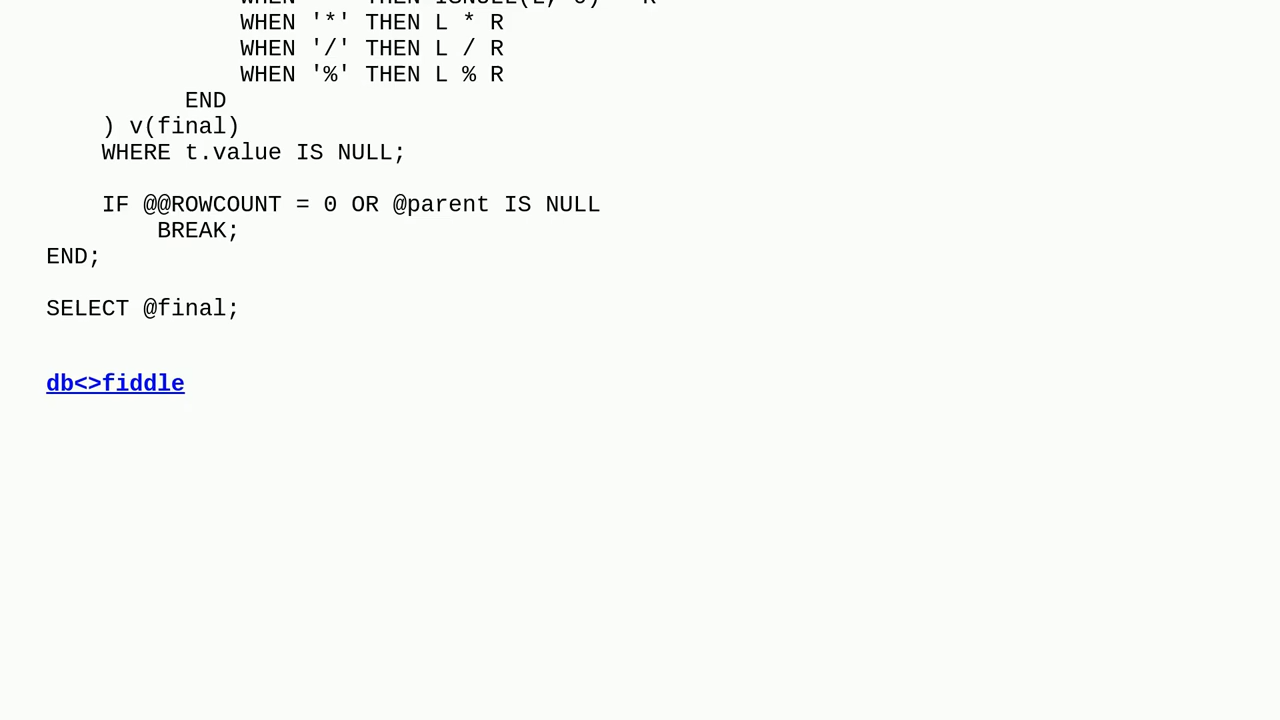 WHEN '*' THEN L * R
WHEN '/' THEN L / R
WHEN '%' THEN L % R
END
) v(final)
WHERE t.value IS NULL;
IF @@ROWCOUNT = 0 OR @parent IS NULL
BREAK;
END;
SELECT @final;
db<>fiddle